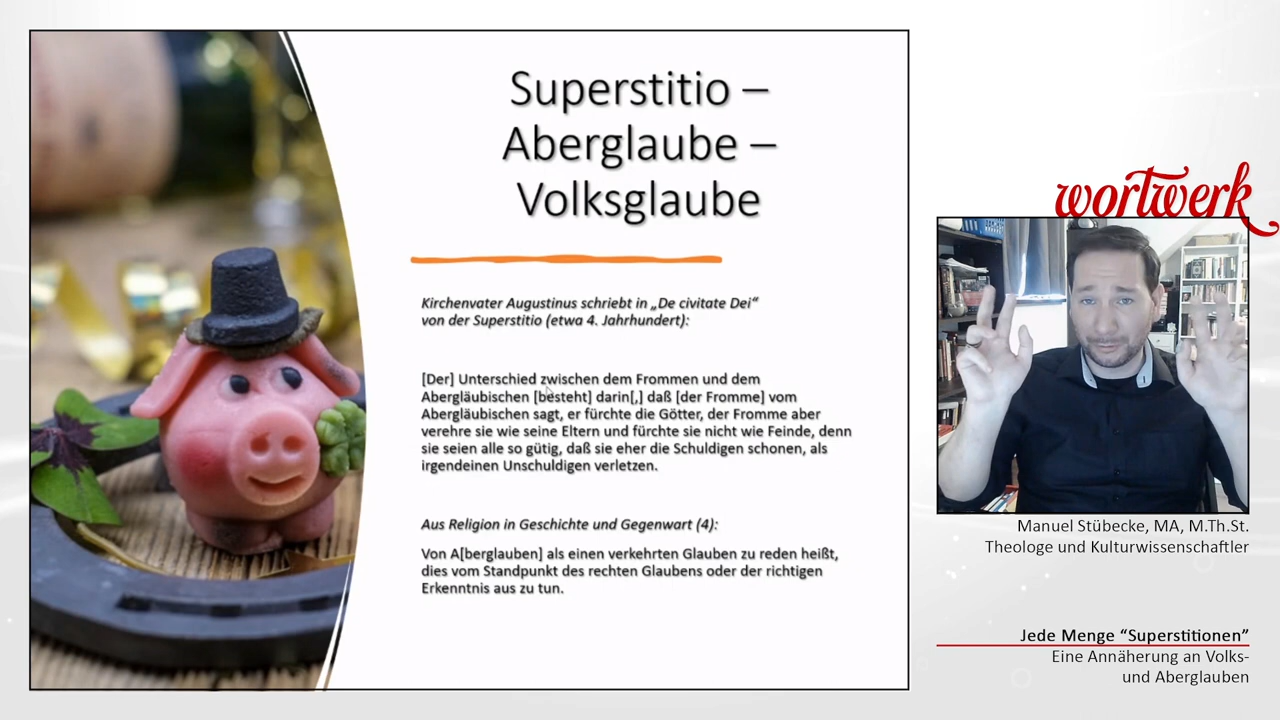 Superstitio –
Aberglaube –
Volksglaube
Kirchenvater Augustinus schriebt in „De civitate Dei“
von der Superstitio (etwa 4. Jahrhundert):
[Der] Unterschied zwischen dem Frommen und dem
Abergläubischen [besteht] darin[,] daß [der Fromme] vom
Abergläubischen sagt, er fürchte die Götter, der Fromme aber
verehre sie wie seine Eltern und fürchte sie nicht wie Feinde, denn
sie seien alle so gütig, daß sie eher die Schuldigen schonen, als
irgendeinen Unschuldigen verletzen.
Aus Religion in Geschichte und Gegenwart (4):
Von A[berglauben] als einen verkehrten Glauben zu reden heißt,
dies vom Standpunkt des rechten Glaubens oder der richtigen
Erkenntnis aus zu tun.
wortwerk
Manuel Stübecke, MA, M.Th.St.
Theologe und Kulturwissenschaftler
Jede Menge “Superstitionen”
Eine Annäherung an Volks-
und Aberglauben